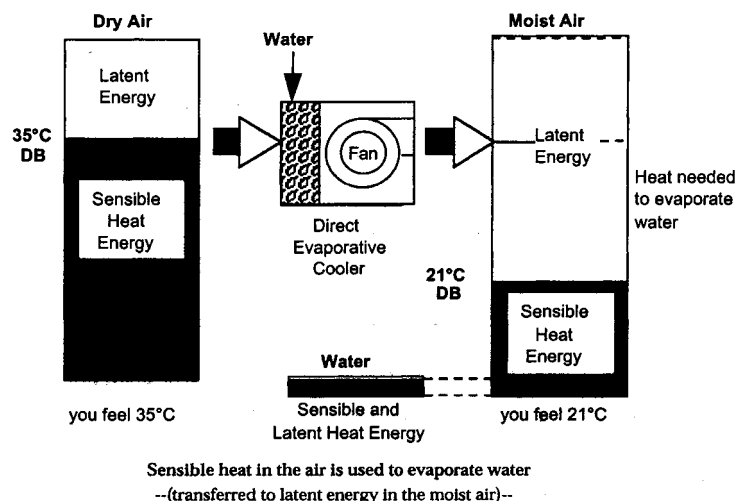 Dry Air
Latent
Energy
35°C
DB
Sensible
Heat
Energy
you feel 35°C
Water
Fan
Direct
Evaporative
Cooler
Moist Air
Latent
Energy
Heat needed
to evaporate
water
21°C
DB
Sensible
Heat
Energy
you feel 21°C
Water
Sensible and
Latent Heat Energy
Sensible heat in the air is used to evaporate water
--(transferred to latent energy in the moist air)--